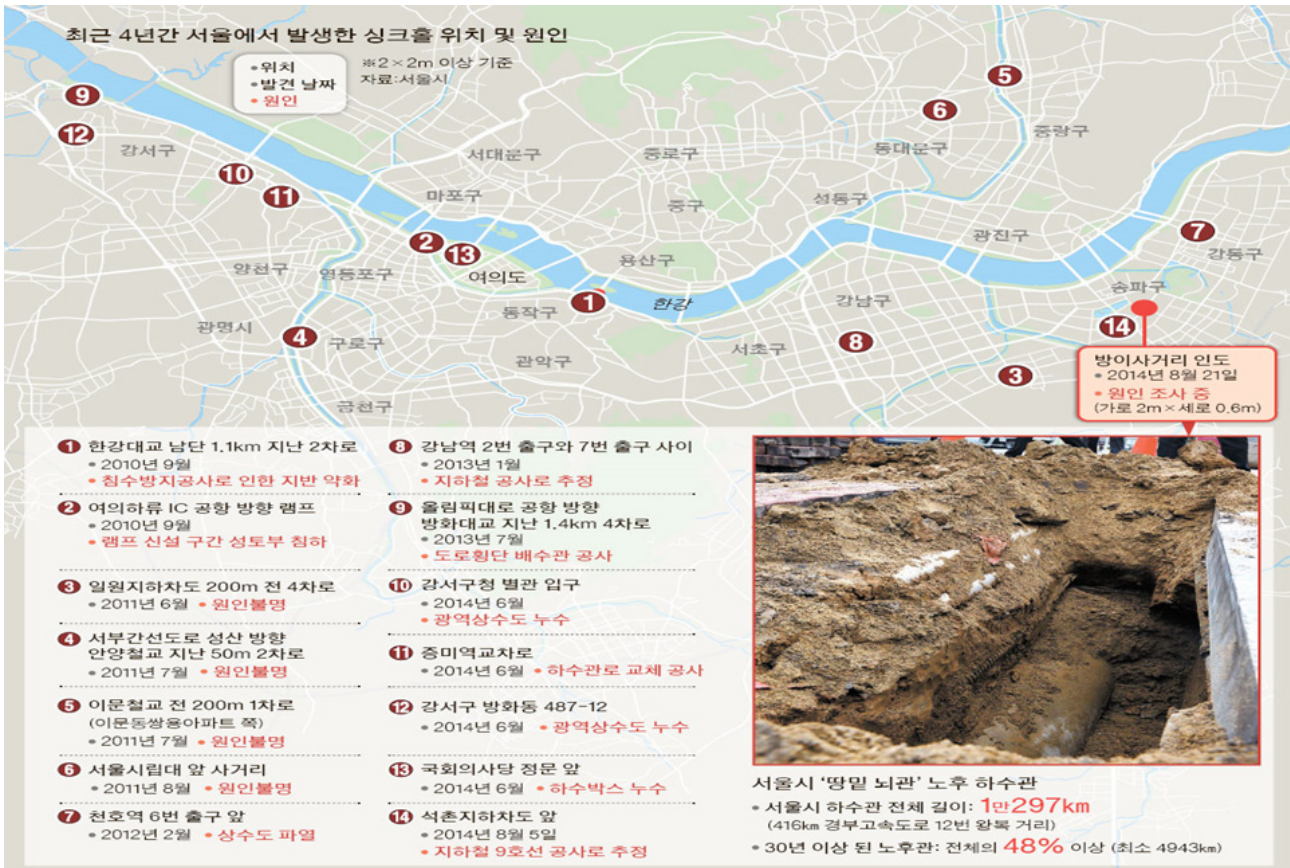 최근 4년간 서울에서 발생한 싱크홀 위치 및 원인
•위치
•발견 날짜
•원인
※2×2m 이상 기준
자료:서울시
9
12
강서구
10
11
서대문구
마포구
종로구
중구
6
5
동대문구
중랑구
성동구
광진구
7
강동구
양천구
영등포구
2
13
여의도
용산구
1
한강
강남구
송파구
14
광명시
4
구로구
동작구
관악구
서초구
8
3
금천구
방이사거리 인도
• 2014년 8월 21일
• 원인 조사 중
(가로 2m×세로 0.6m)
1 한강대교 남단 1.1km 지난 2차로
• 2010년 9월
• 침수방지공사로 인한 지반 약화
2 여의하류 IC 공항 방향 램프
• 2010년 9월
• 램프 신설 구간 성토부 침하
3 일원지하차도 200m 전 4차로
• 2011년 6월 • 원인불명
4 서부간선도로 성산 방향
안양철교 지난 50m 2차로
• 2011년 7월 • 원인불명
5 이문철교 전 200m 1차로
(이문동쌍용아파트 쪽)
• 2011년 7월 • 원인불명
6 서울시립대 앞 사거리
• 2011년 8월 • 원인불명
7 천호역 6번 출구 앞
• 2012년 2월 • 상수도 파열
8 강남역 2번 출구와 7번 출구 사이
• 2013년 1월
• 지하철 공사로 추정
9 올림픽대로 공항 방향
방화대교 지난 1.4km 4차로
• 2013년 7월
• 도로횡단 배수관 공사
10 강서구청 별관 입구
• 2014년 6월
• 광역상수도 누수
11 증미역교차로
• 2014년 6월 • 하수관로 교체 공사
12 강서구 방화동 487-12
• 2014년 6월 • 광역상수도 누수
13 국회의사당 정문 앞
• 2014년 6월 • 하수박스 누수
14 석촌지하차도 앞
• 2014년 8월 5일
• 지하철 9호선 공사로 추정
서울시 ‘땅밑 뇌관’ 노후 하수관
• 서울시 하수관 전체 길이: 1만297km
(416km 경부고속도로 12번 왕복 거리)
• 30년 이상 된 노후관: 전체의 48% 이상 (최소 4943km)